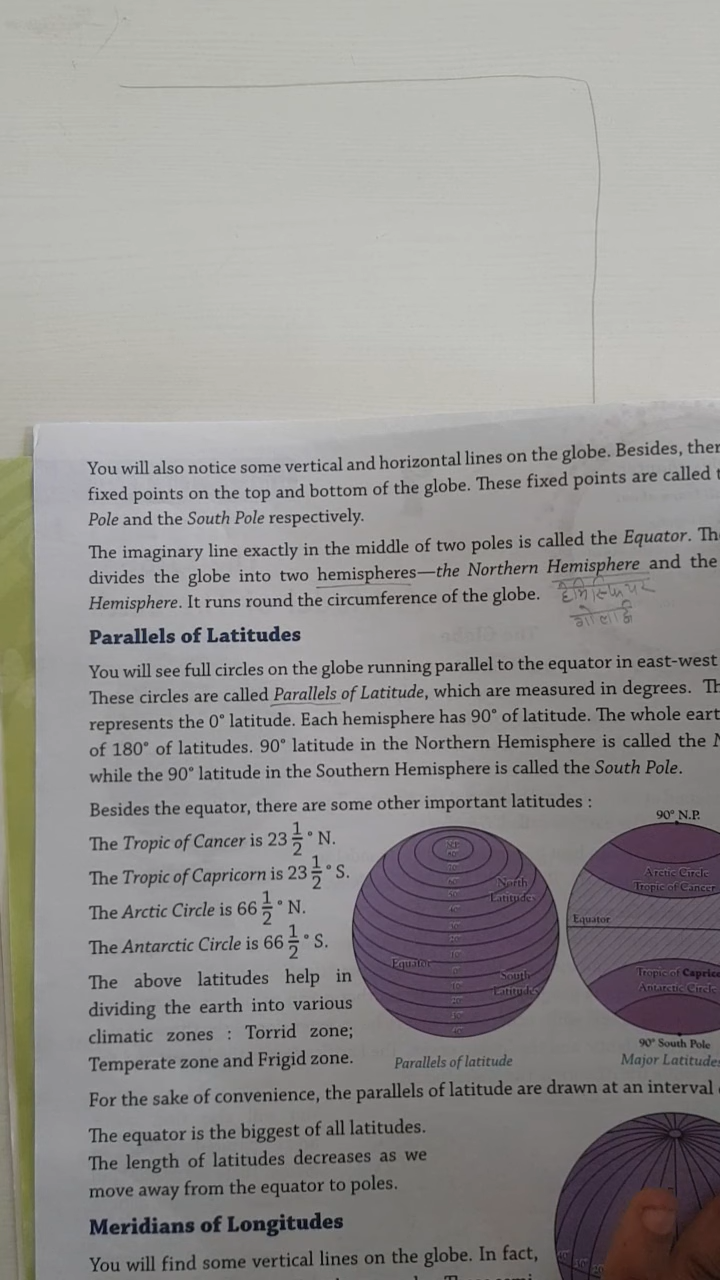 You will also notice some vertical and horizontal lines on the globe. Besides, ther
fixed points on the top and bottom of the globe. These fixed points are called
Pole and the South Pole respectively.
The imaginary line exactly in the middle of two poles is called the Equator. Th
divides the globe into two hemispheres—the Northern Hemisphere and the
Hemisphere. It runs round the circumference of the globe.
गोलार्द्ध
Parallels of Latitudes
You will see full circles on the globe running parallel to the equator in east-west
These circles are called Parallels of Latitude, which are measured in degrees. Th
represents the 0° latitude. Each hemisphere has 90° of latitude. The whole eart
of 180° of latitudes. 90° latitude in the Northern Hemisphere is called the N
while the 90° latitude in the Southern Hemisphere is called the South Pole.
Besides the equator, there are some other important latitudes :
The Tropic of Cancer is 23 1/2° N.
The Tropic of Capricorn is 23 1/2° S.
The Arctic Circle is 66 1/2° N.
The Antarctic Circle is 66 1/2° S.
The above latitudes help in
dividing the earth into various
climatic zones : Torrid zone;
Temperate zone and Frigid zone.
North
Latitudes
Equator
South
Latitudes
Parallels of latitude
90° N.P.
Arctic Circle
Tropic of Cancer
Equator
Tropic of Caprico
Antarctic Circle
90° South Pole
Major Latitudes
For the sake of convenience, the parallels of latitude are drawn at an interval
The equator is the biggest of all latitudes.
The length of latitudes decreases as we
move away from the equator to poles.
Meridians of Longitudes
You will find some vertical lines on the globe. In fact,